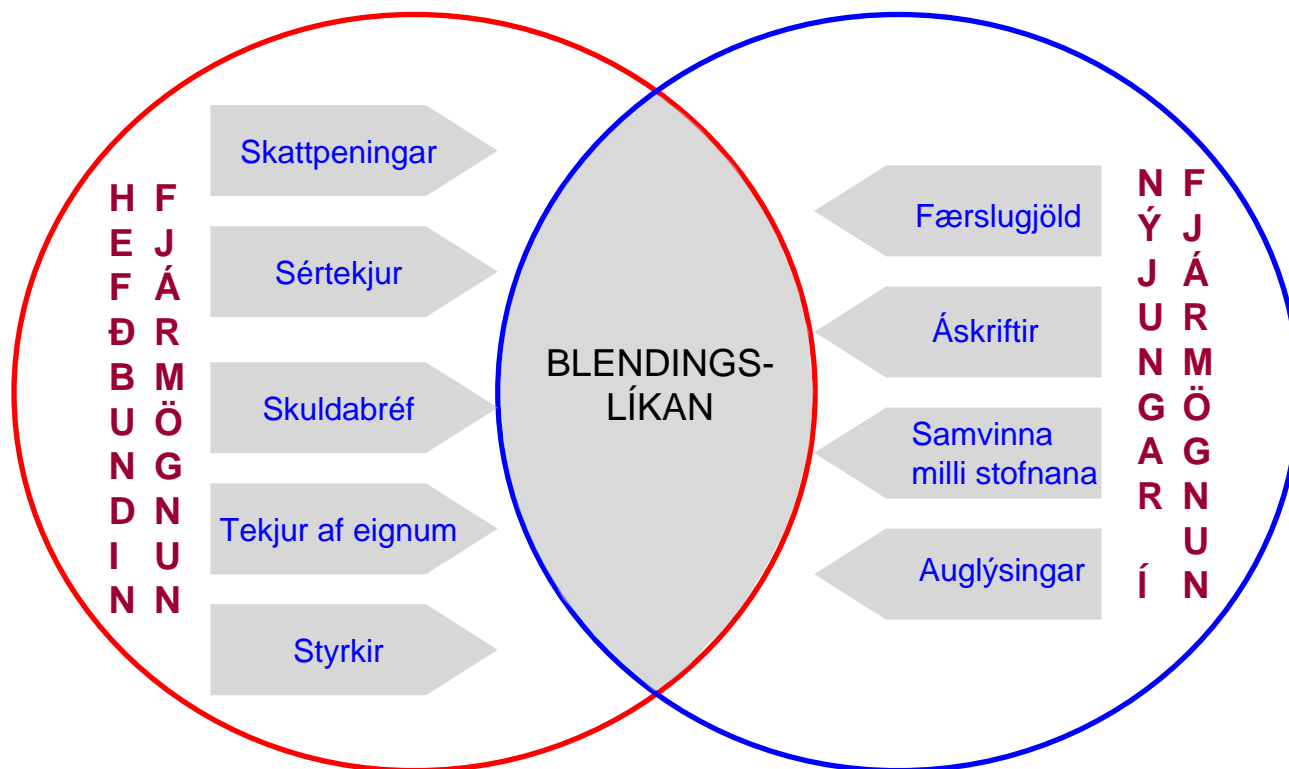 HEFÐBUNDIN
FJÁRMÖGNUN
Skattpeningar
Sértekjur
Skuldabréf
Tekjur af eignum
Styrkir
BLENDINGS-
LÍKAN
Færslugjöld
Áskriftir
Samvinna
milli stofnana
Auglýsingar
NÝJUNGAR Í
FJÁRMÖGNUN